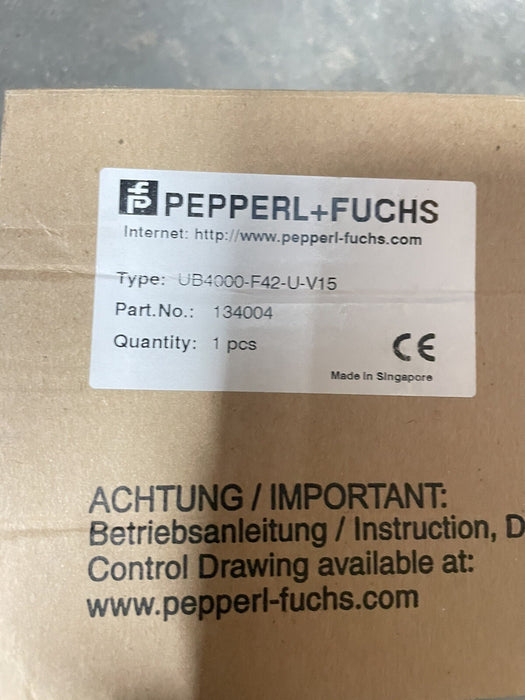 PEPPERL+FUCHS
Internet: http://www.pepperl-fuchs.com
Type: UB4000-F42-U-V15
Part.No.: 134004
Quantity: 1 pcs
CE
Made in Singapore
ACHTUNG / IMPORTANT:
Betriebsanleitung / Instruction, D
Control Drawing available at:
www.pepperl-fuchs.com